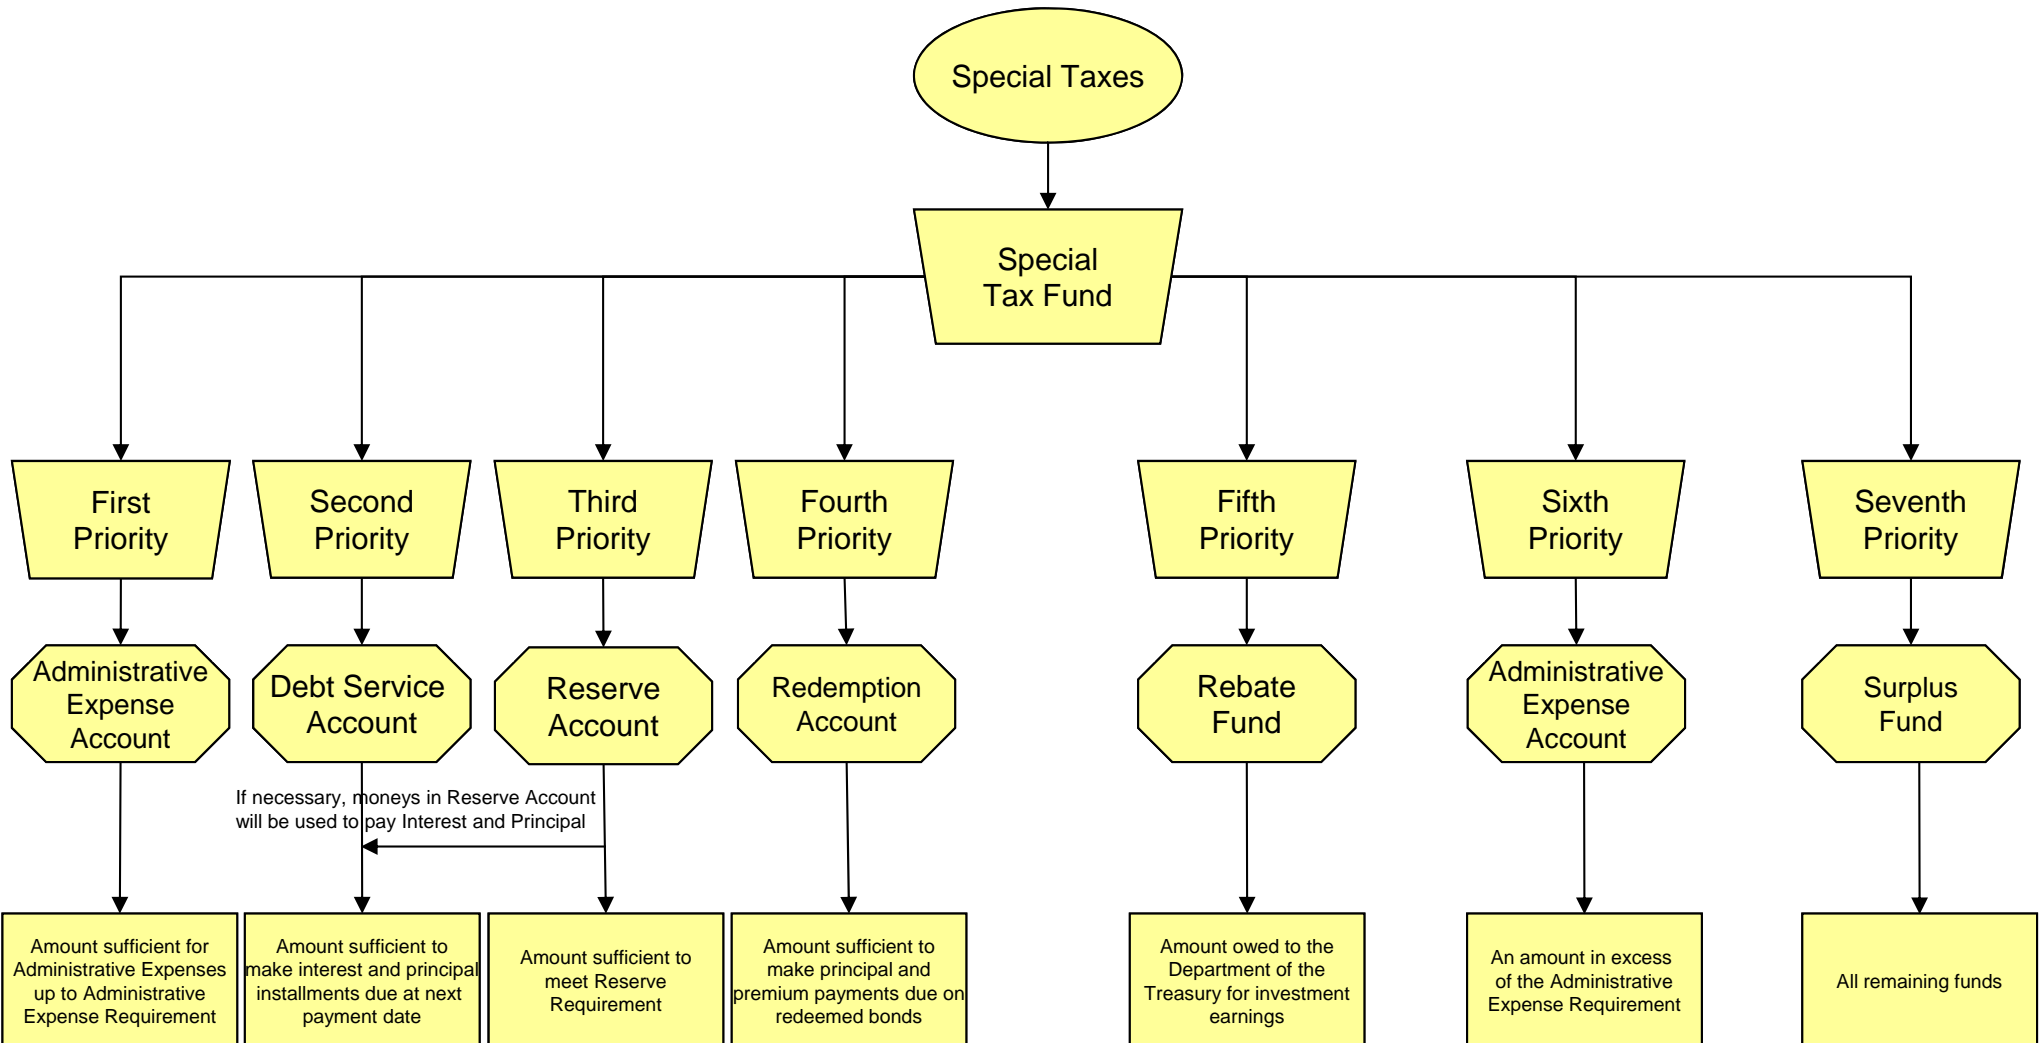 Special Taxes
Special
Tax Fund
First
Priority
Second
Priority
Third
Priority
Fourth
Priority
Fifth
Priority
Sixth
Priority
Seventh
Priority
Administrative
Expense
Account
Debt Service
Account
Reserve
Account
Redemption
Account
Rebate
Fund
Administrative
Expense
Account
Surplus
Fund
If necessary, moneys in Reserve Account
will be used to pay Interest and Principal
Amount sufficient for
Administrative Expenses
up to Administrative
Expense Requirement
Amount sufficient to
make interest and principal
installments due at next
payment date
Amount sufficient to
meet Reserve
Requirement
Amount sufficient to
make principal and
premium payments due on
redeemed bonds
Amount owed to the
Department of the
Treasury for investment
earnings
An amount in excess
of the Administrative
Expense Requirement
All remaining funds